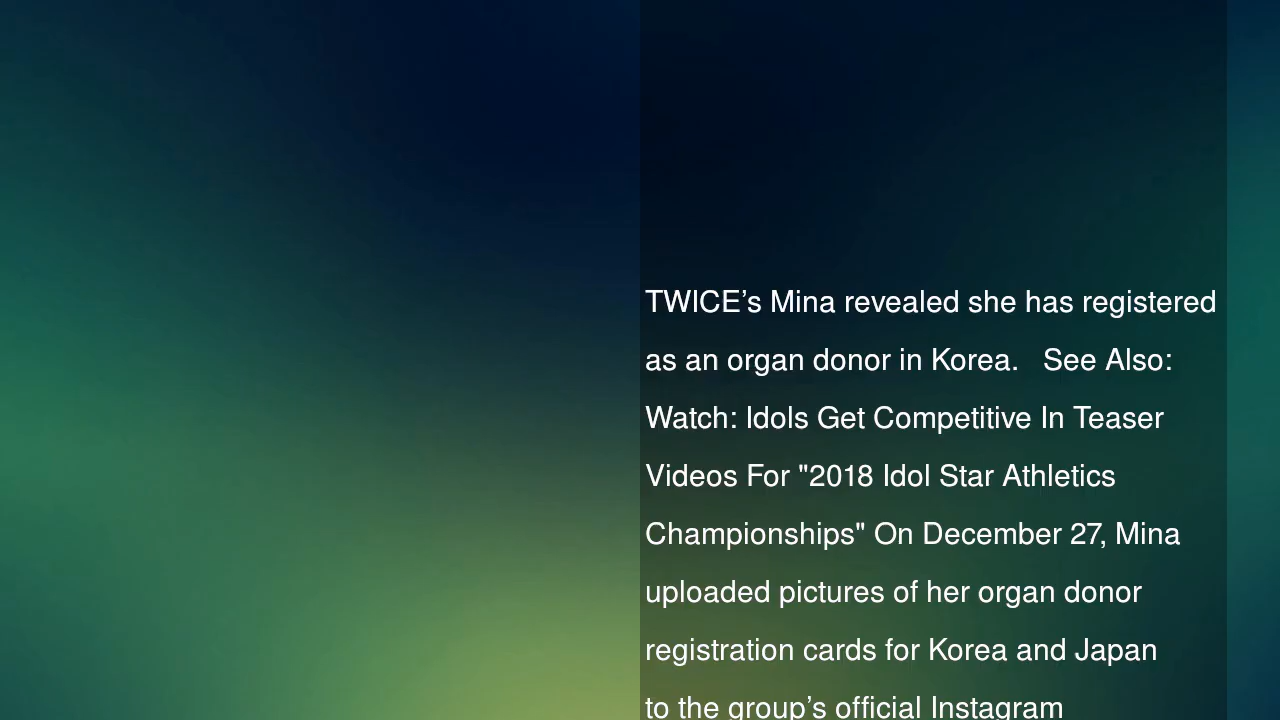 TWICE’s Mina revealed she has registered
as an organ donor in Korea.   See Also:
Watch: Idols Get Competitive In Teaser
Videos For "2018 Idol Star Athletics
Championships" On December 27, Mina
uploaded pictures of her organ donor
registration cards for Korea and Japan
to the group’s official Instagram